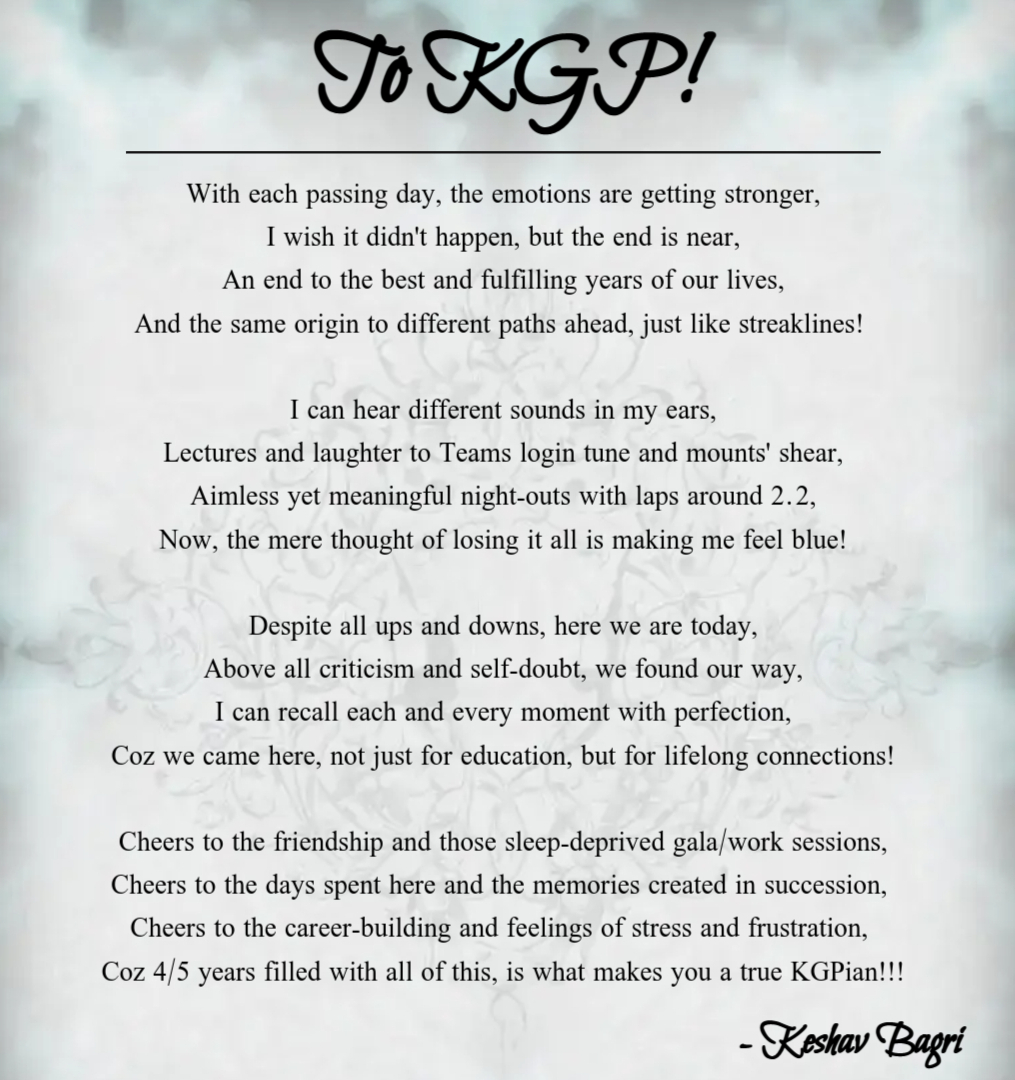 To KGP!
With each passing day, the emotions are getting stronger,
I wish it didn't happen, but the end is near,
An end to the best and fulfilling years of our lives,
And the same origin to different paths ahead, just like streaklines!
I can hear different sounds in my ears,
Lectures and laughter to Teams login tune and mounts' shear,
Aimless yet meaningful night-outs with laps around 2.2,
Now, the mere thought of losing it all is making me feel blue!
Despite all ups and downs, here we are today,
Above all criticism and self-doubt, we found our way,
I can recall each and every moment with perfection,
Coz we came here, not just for education, but for lifelong connections!
Cheers to the friendship and those sleep-deprived gala/work sessions,
Cheers to the days spent here and the memories created in succession,
Cheers to the career-building and feelings of stress and frustration,
Coz 4/5 years filled with all of this, is what makes you a true KGPian!!!
- Keshav Bagri